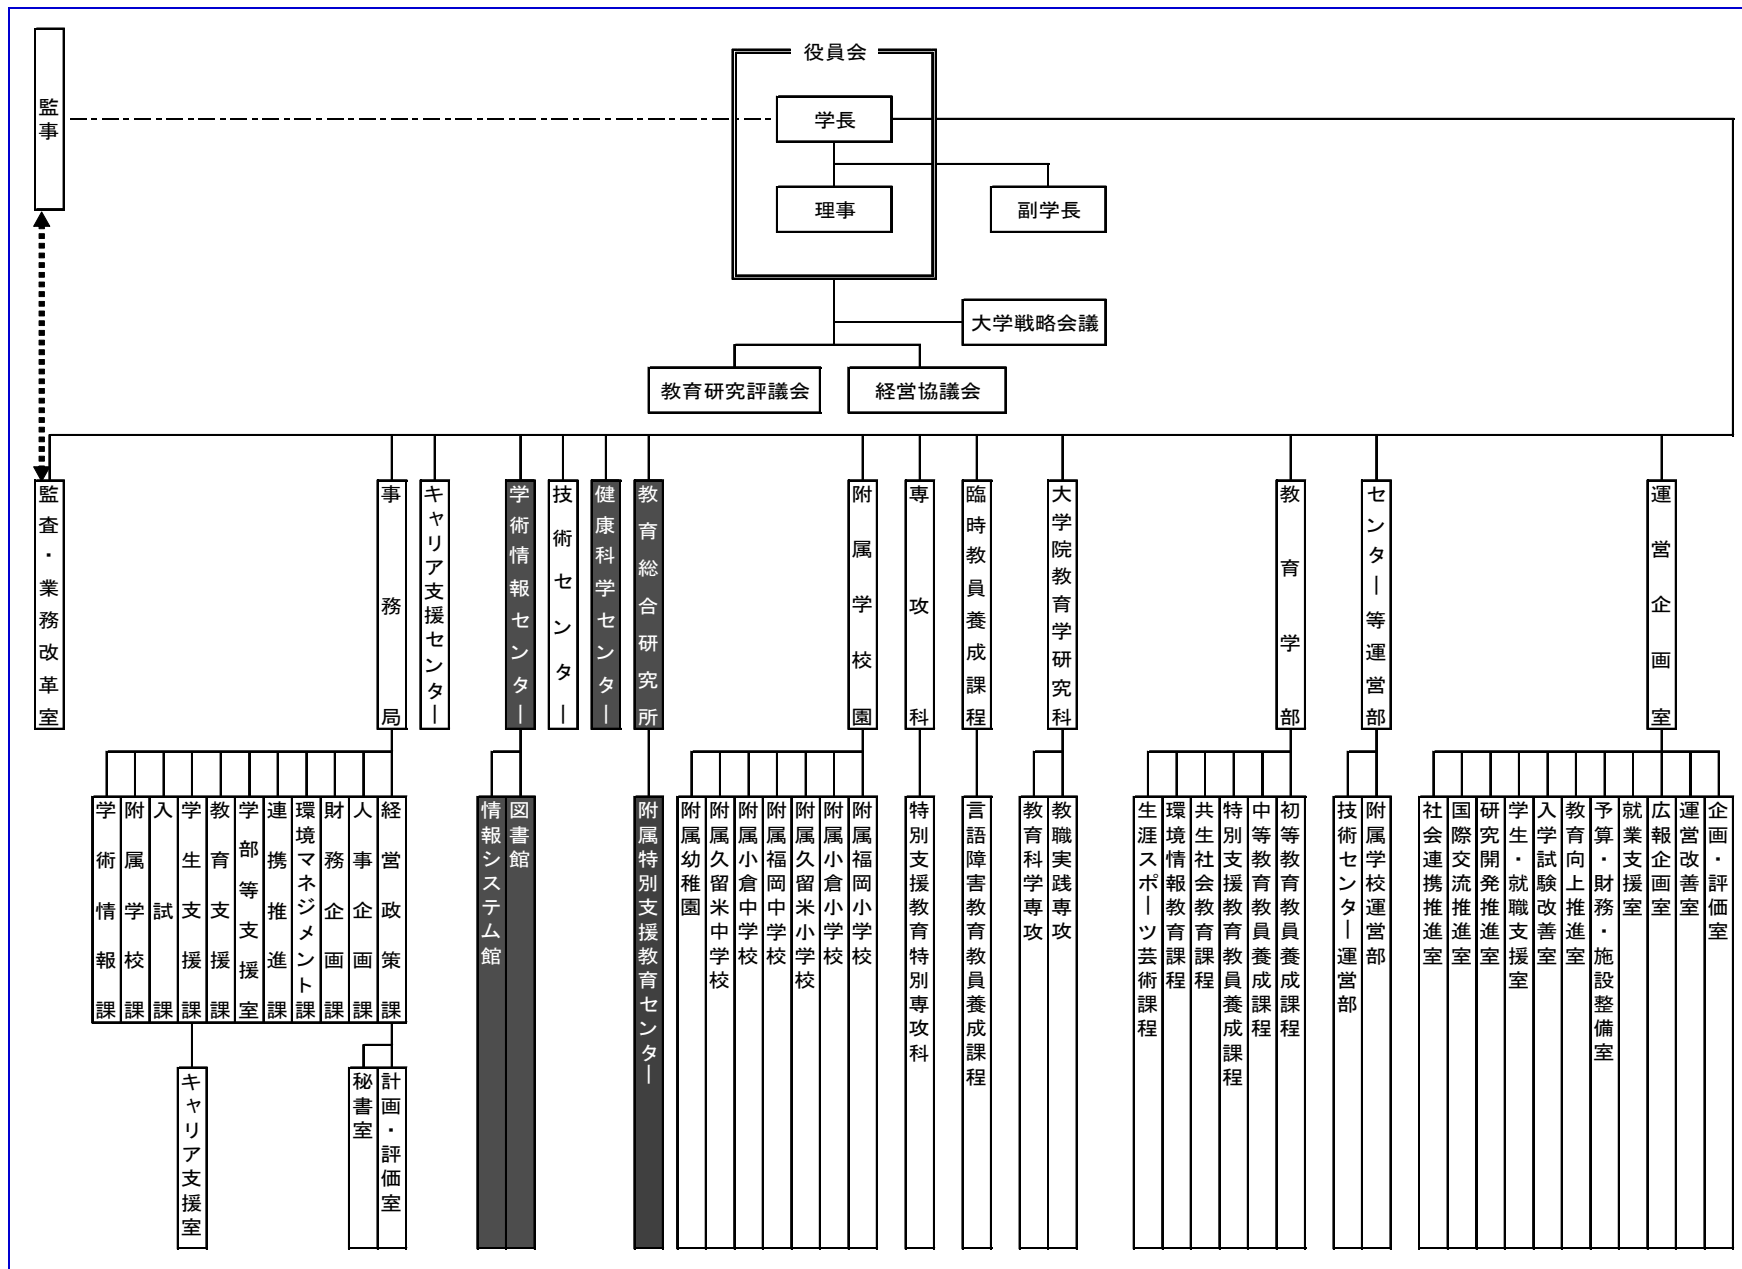 監事
役員会
学長
理事
副学長
大学戦略会議
教育研究評議会
経営協議会
監査・業務改革室
事務局
キャリア支援センター
学術情報センター
技術センター
健康科学センター
教育総合研究所
附属学校園
専攻科
臨時教員養成課程
大学院教育学研究科
教育学部
センター等運営部
運営企画室
学術情報課
附属学校課
入試課
学生支援課
教育支援課
学部等支援室
連携推進課
環境マネジメント課
財務企画課
人事企画課
経営政策課
情報システム館
図書館
附属特別支援教育センター
附属幼稚園
附属久留米中学校
附属小倉中学校
附属福岡中学校
附属久留米小学校
附属小倉小学校
附属福岡小学校
特別支援教育特別専攻科
言語障害教育教員養成課程
教育科学専攻
教職実践専攻
生涯スポーツ芸術課程
環境情報教育課程
共生社会教育課程
特別支援教育教員養成課程
中等教育教員養成課程
初等教育教員養成課程
技術センター運営部
附属学校運営部
社会連携推進室
国際交流推進室
研究開発推進室
学生・就職支援室
入学試験改善室
教育向上推進室
予算・財務・施設整備室
就業支援室
広報企画室
運営改善室
企画・評価室
キャリア支援室
秘書室
計画・評価室